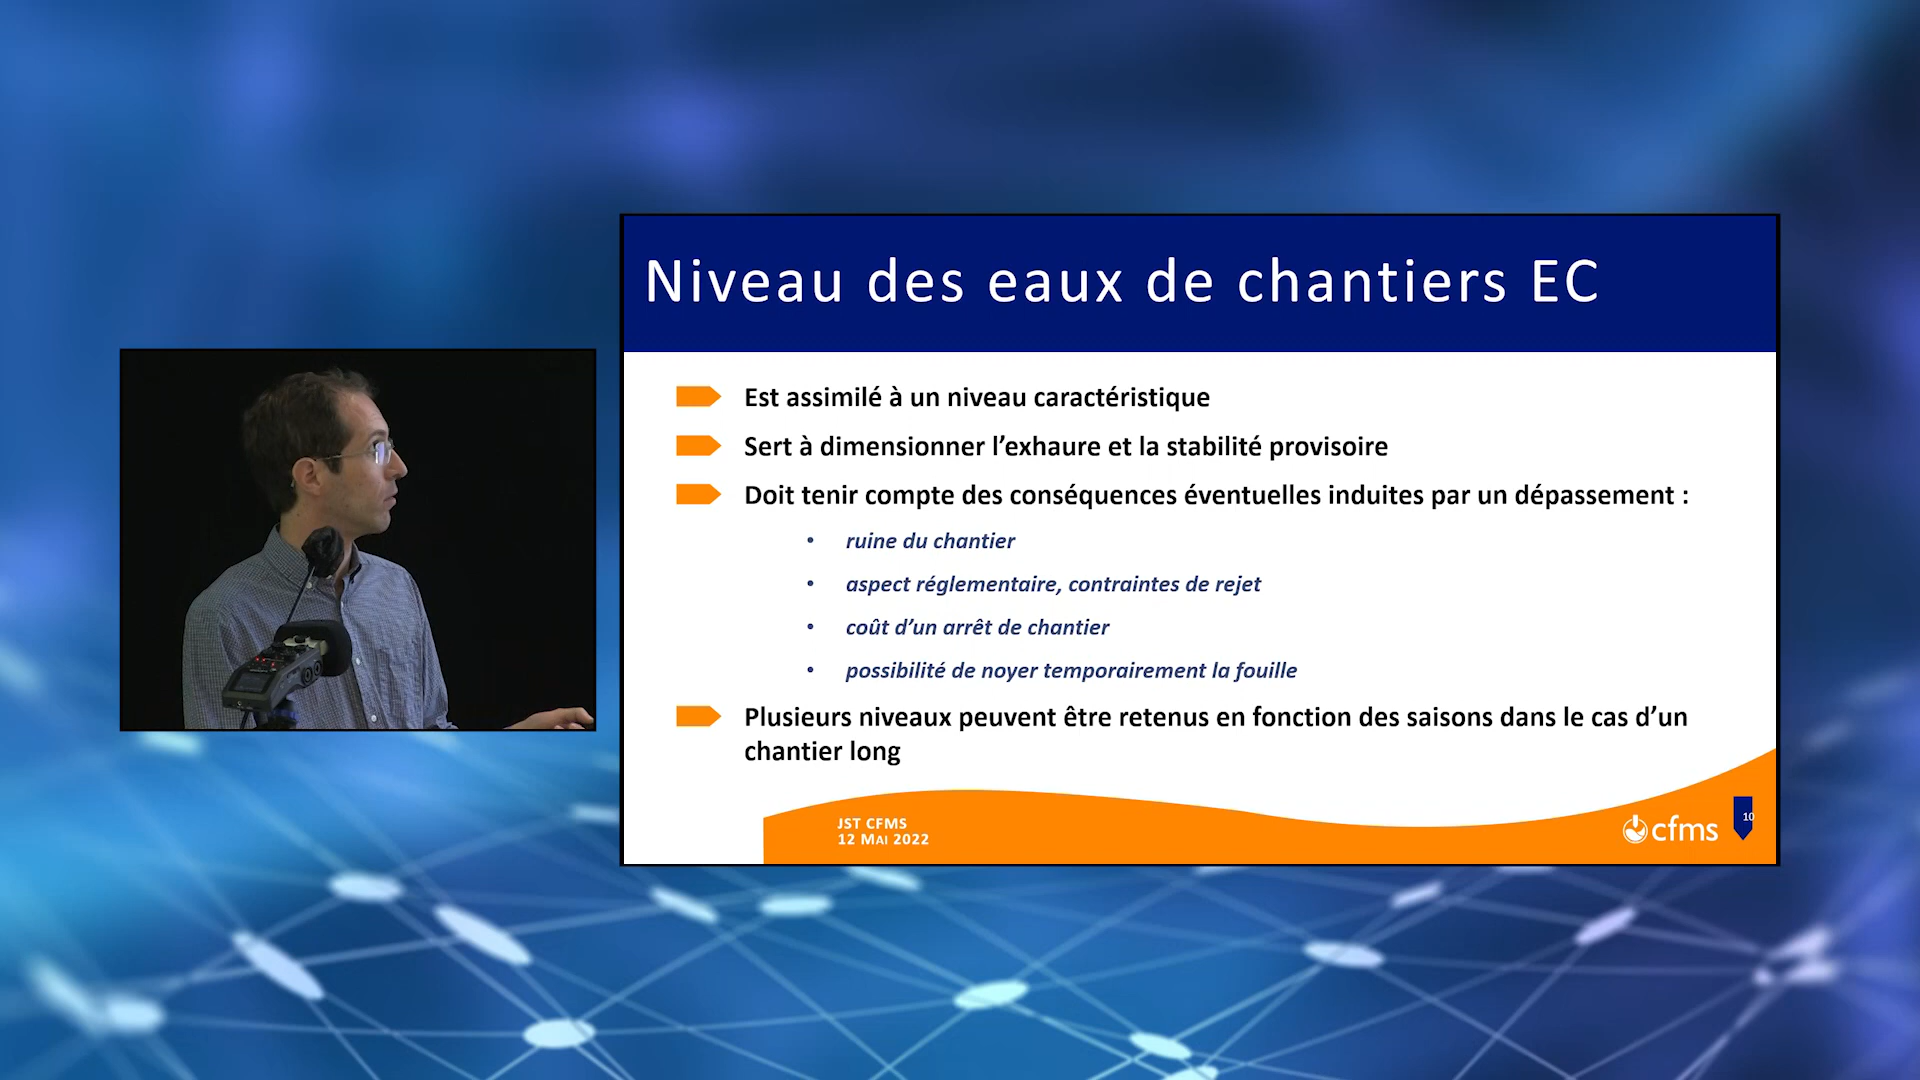 Niveau des eaux de chantiers EC
Est assimilé à un niveau caractéristique
Sert à dimensionner l’exhaure et la stabilité provisoire
Doit tenir compte des conséquences éventuelles induites par un dépassement :
• ruine du chantier
• aspect réglementaire, contraintes de rejet
• coût d’un arrêt de chantier
• possibilité de noyer temporairement la fouille
Plusieurs niveaux peuvent être retenus en fonction des saisons dans le cas d’un
chantier long
JST CFMS
12 MAI 2022
cfms
10